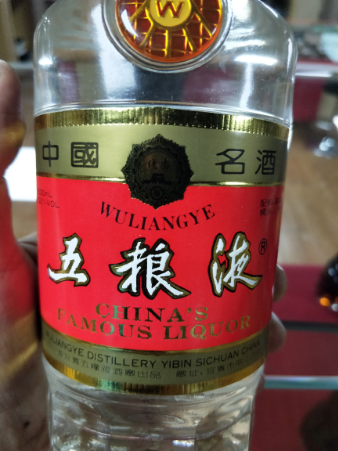 W
中國 名酒
WULIANGYE
五粮液®
CHINA'S
FAMOUS LIQUOR
WULIANGYE DISTILLERY YIBIN SICHUAN CHINA